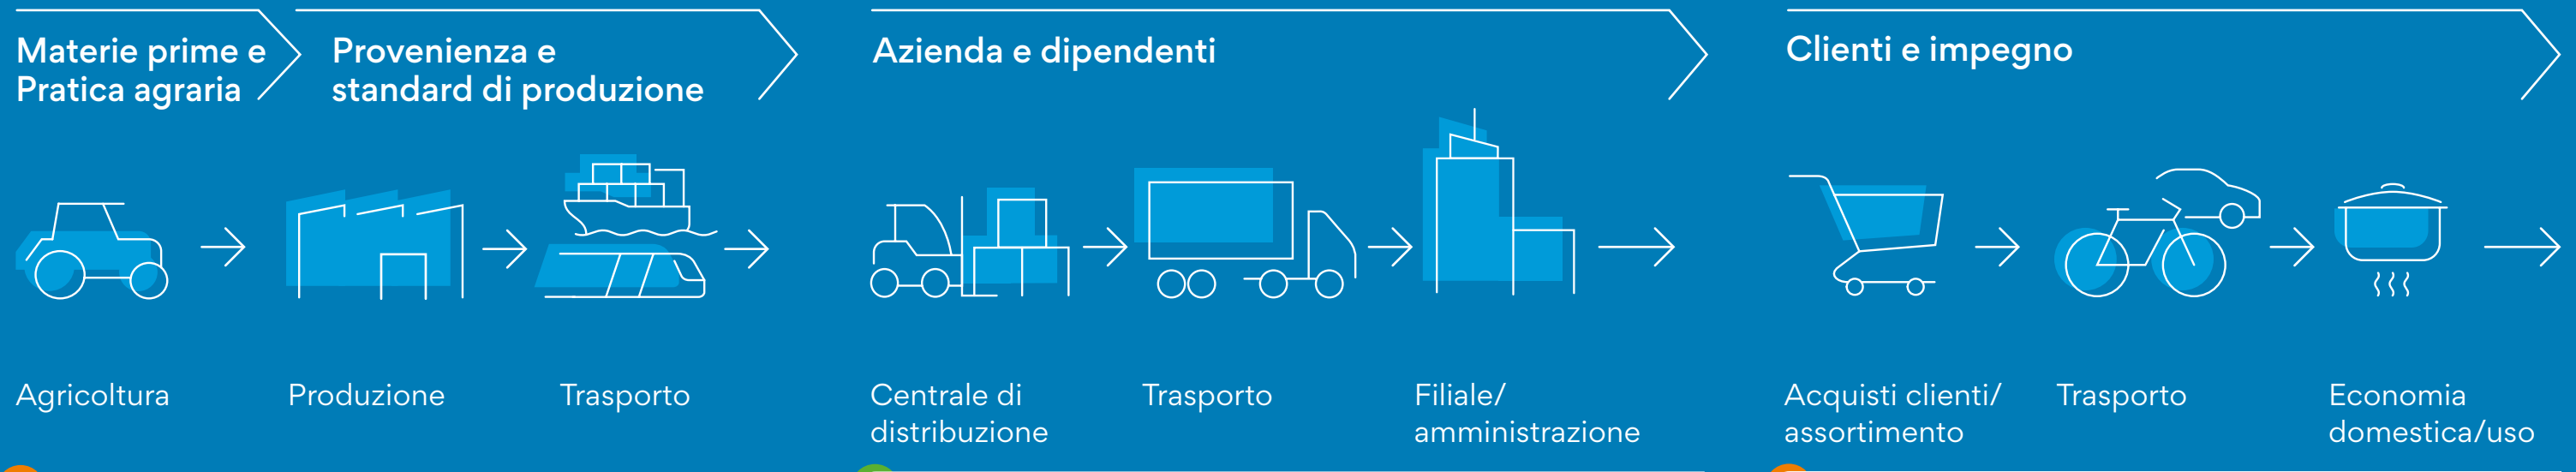 Materie prime e
Pratica agraria
Provenienza e
standard di produzione
Azienda e dipendenti
Clienti e impegno
Agricoltura
Produzione
Trasporto
Centrale di
distribuzione
Trasporto
Filiale/
amministrazione
Acquisti clienti/
assortimento
Trasporto
Economia
domestica/uso